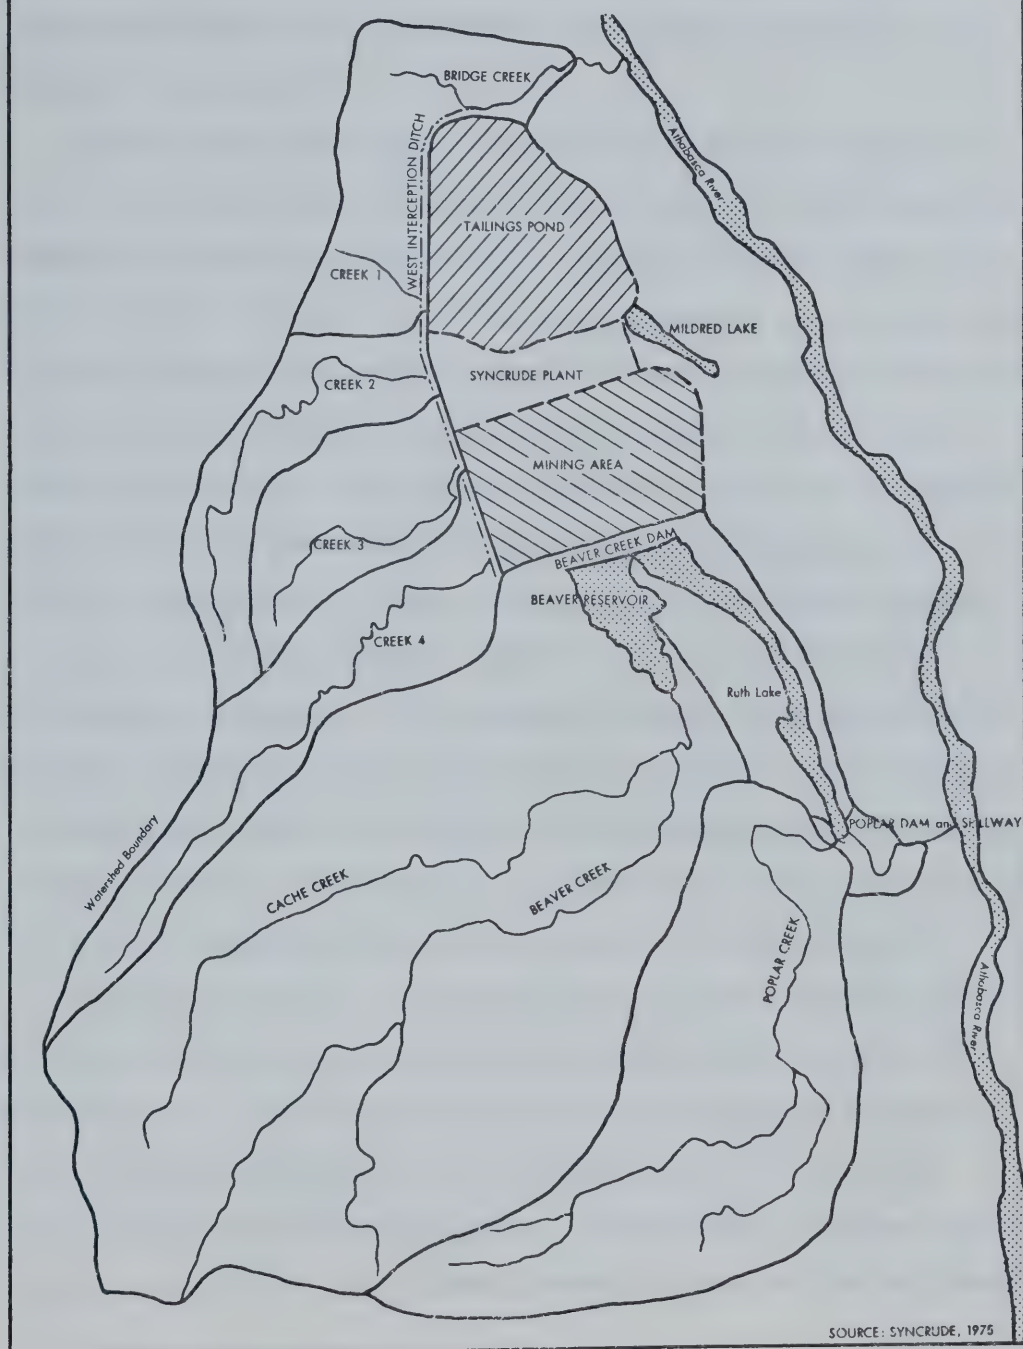 BRIDGE CREEK
WEST INTERCEPTION DITCH
Athabasca River
TAILINGS POND
CREEK 1
MILDRED LAKE
SYNCRUDE PLANT
CREEK 2
MINING AREA
CREEK 3
BEAVER CREEK DAM
BEAVER RESERVOIR
CREEK 4
Ruth Lake
POPLAR DAM and SPILLWAY
Watershed Boundary
CACHE CREEK
BEAVER CREEK
POPLAR CREEK
Athabasca River
SOURCE: SYNCRUDE, 1975